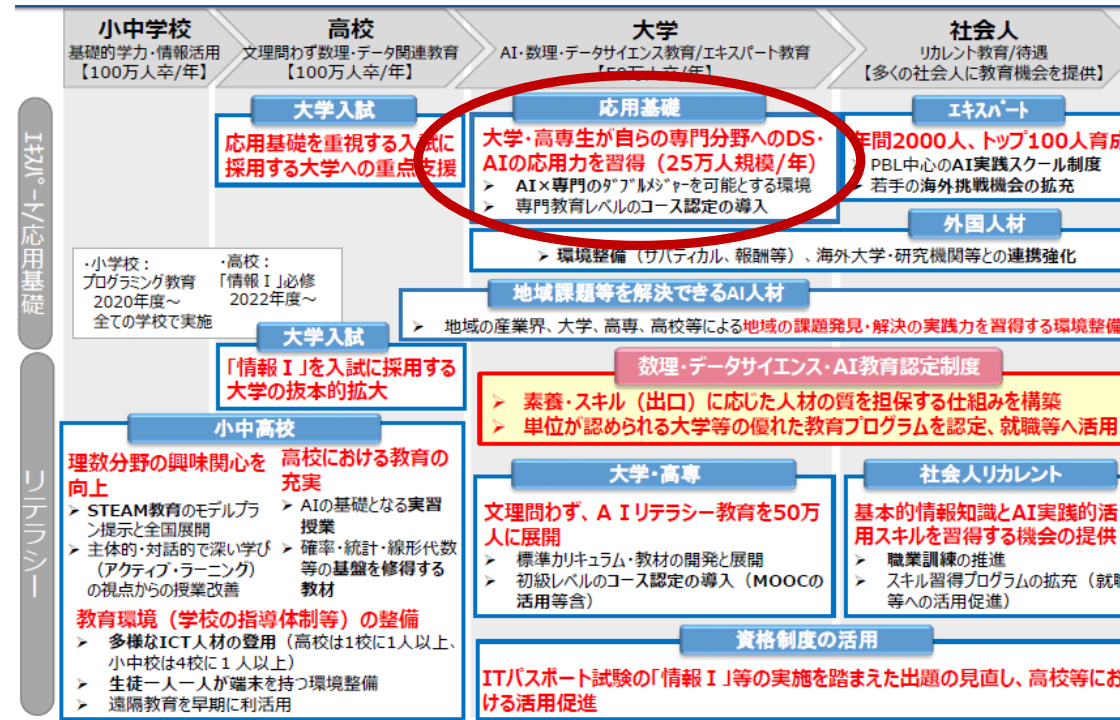 小中学校
基礎的学力・情報活用
【100万人卒/年】
高校
文理問わず数理・データ関連教育
【100万人卒/年】
大学
AI・数理・データサイエンス教育/エキスパート教育
【50万人卒/年】
社会人
リカレント教育/待遇
【多くの社会人に教育機会を提供】
エキスパート/応用基礎
大学入試
応用基礎を重視する入試に
採用する大学への重点支援
応用基礎
大学・高専生が自らの専門分野へのDS・
AIの応用力を習得（25万人規模/年）
➢ AI×専門のダブルメジャーを可能とする環境
➢ 専門教育レベルのコース認定の導入
エキスパート
年間2000人、トップ100人育成
➢ PBL中心のAI実践スクール制度
➢ 若手の海外挑戦機会の拡充
外国人材
➢ 環境整備（サバティカル、報酬等）、海外大学・研究機関等との連携強化
・小学校：
プログラミング教育
2020年度～
全ての学校で実施
・高校：
「情報Ⅰ」必修
2022年度～
地域課題等を解決できるAI人材
➢ 地域の産業界、大学、高専、高校等による地域の課題発見・解決の実践力を習得する環境整備
リテラシー
大学入試
「情報Ⅰ」を入試に採用する
大学の抜本的拡大
数理・データサイエンス・AI教育認定制度
➢ 素養・スキル（出口）に応じた人材の質を担保する仕組みを構築
➢ 単位が認められる大学等の優れた教育プログラムを認定、就職等へ活用
小中高校
理数分野の興味関心を
向上
➢ STEAM教育のモデルプラ
ン提示と全国展開
➢ 主体的・対話的で深い学び
（アクティブ・ラーニング）
の視点からの授業改善
高校における教育の
充実
➢ AIの基礎となる実習
授業
➢ 確率・統計・線形代数
等の基盤を修得する
教材
教育環境（学校の指導体制等）の整備
➢ 多様なICT人材の登用（高校は1校に1人以上、
小中校は4校に１人以上）
➢ 生徒一人一人が端末を持つ環境整備
➢ 遠隔教育を早期に利活用
大学・高専
文理問わず、ＡＩリテラシー教育を50万
人に展開
➢ 標準カリキュラム・教材の開発と展開
➢ 初級レベルのコース認定の導入（MOOCの
活用等含）
社会人リカレント
基本的情報知識とAI実践的活
用スキルを習得する機会の提供
➢ 職業訓練の推進
➢ スキル習得プログラムの拡充（就職
等への活用促進）
資格制度の活用
ITパスポート試験の「情報Ⅰ」等の実施を踏まえた出題の見直し、高校等にお
ける活用促進